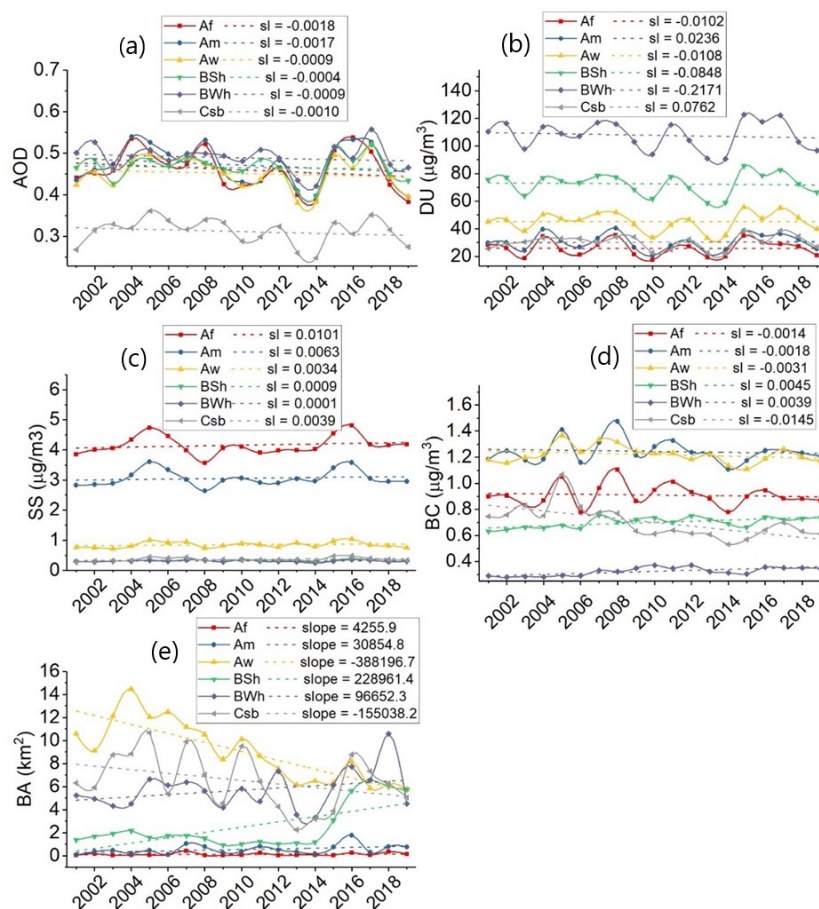 (a)
Af sl = -0.0018
Am sl = -0.0017
Aw sl = -0.0009
BSh sl = -0.0004
BWh sl = -0.0009
Csb sl = -0.0010
AOD
0.7
0.6
0.5
0.4
0.3
2002 2004 2006 2008 2010 2012 2014 2016 2018
(b)
Af sl = -0.0102
Am sl = 0.0236
Aw sl = -0.0108
BSh sl = -0.0848
BWh sl = -0.2171
Csb sl = 0.0762
DU (µg/m³)
140
120
100
80
60
40
20
2002 2004 2006 2008 2010 2012 2014 2016 2018
(c)
Af sl = 0.0101
Am sl = 0.0063
Aw sl = 0.0034
BSh sl = 0.0009
BWh sl = 0.0001
Csb sl = 0.0039
SS (µg/m3)
6
5
4
3
2
1
0
2002 2004 2006 2008 2010 2012 2014 2016 2018
(d)
Af sl = -0.0014
Am sl = -0.0018
Aw sl = -0.0031
BSh sl = 0.0045
BWh sl = 0.0039
Csb sl = -0.0145
BC (µg/m³)
1.6
1.4
1.2
1.0
0.8
0.6
0.4
2002 2004 2006 2008 2010 2012 2014 2016 2018
(e)
Af slope = 4255.9
Am slope = 30854.8
Aw slope = -388196.7
BSh slope = 228961.4
BWh slope = 96652.3
Csb slope = -155038.2
BA (km²)
16
14
12
10
8
6
4
2
0
2002 2004 2006 2008 2010 2012 2014 2016 2018